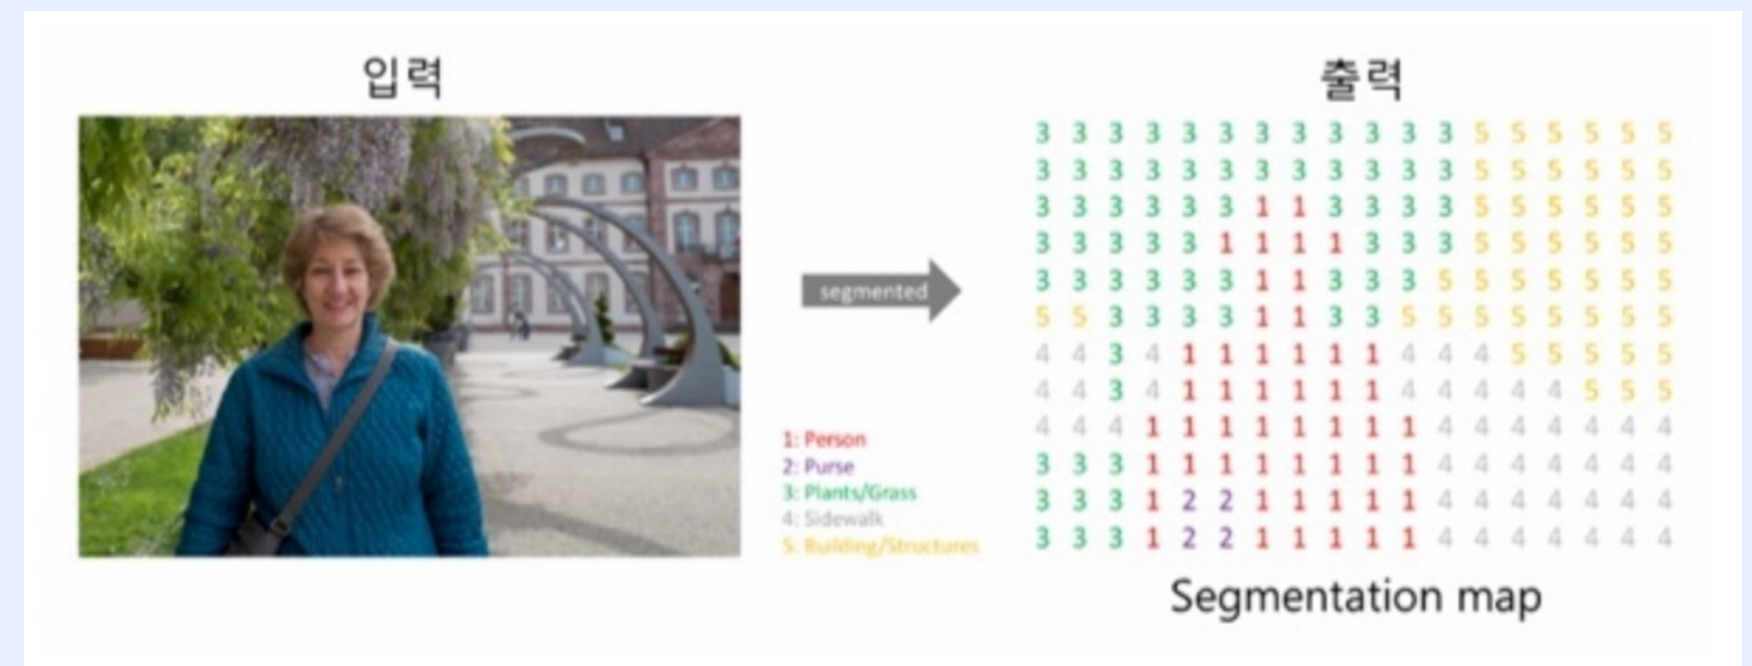 입력
출력
segmented
1: Person
2: Purse
3: Plants/Grass
4: Sidewalk
5: Building/Structures
3 3 3 3 3 3 3 3 3 3 3 3 5 5 5 5 5 5
3 3 3 3 3 3 3 3 3 3 3 3 5 5 5 5 5 5
3 3 3 3 3 3 1 1 3 3 3 3 5 5 5 5 5 5
3 3 3 3 3 1 1 1 1 3 3 3 5 5 5 5 5 5
3 3 3 3 3 3 1 1 3 3 3 5 5 5 5 5 5 5
5 5 3 3 3 3 1 1 3 3 5 5 5 5 5 5 5 5
4 4 3 4 1 1 1 1 1 1 4 4 4 5 5 5 5 5
4 4 3 4 1 1 1 1 1 1 4 4 4 4 4 5 5 5
4 4 4 1 1 1 1 1 1 1 1 4 4 4 4 4 4 4
3 3 3 1 1 1 1 1 1 1 1 4 4 4 4 4 4 4
3 3 3 1 2 2 1 1 1 1 1 4 4 4 4 4 4 4
3 3 3 1 2 2 1 1 1 1 1 4 4 4 4 4 4 4
Segmentation map